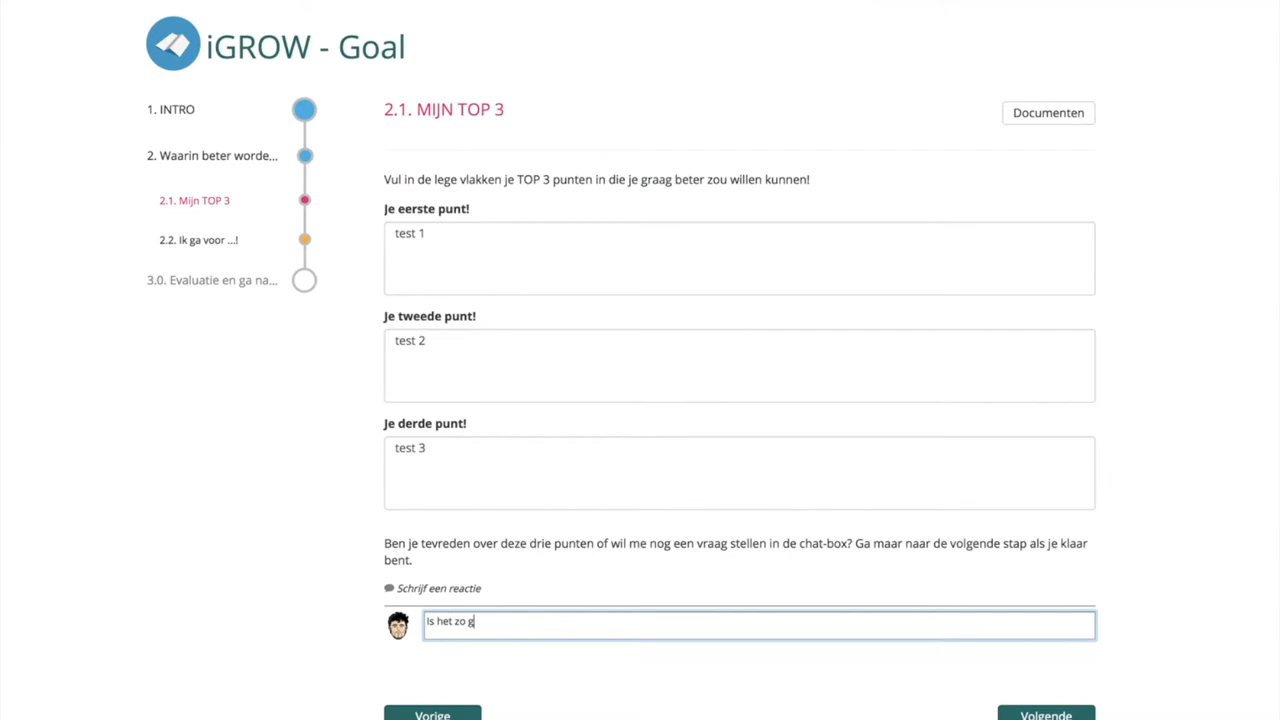 iGROW - Goal
1. INTRO
2. Waarin beter worde...
2.1. Mijn TOP 3
2.2. Ik ga voor ...!
3.0. Evaluatie en ga na...
2.1. MIJN TOP 3
Documenten
Vul in de lege vlakken je TOP 3 punten in die je graag beter zou willen kunnen!
Je eerste punt!
test 1
Je tweede punt!
test 2
Je derde punt!
test 3
Ben je tevreden over deze drie punten of wil me nog een vraag stellen in de chat-box? Ga maar naar de volgende stap als je klaar
bent.
Schrijf een reactie
Is het zo g
Vorige
Volgende